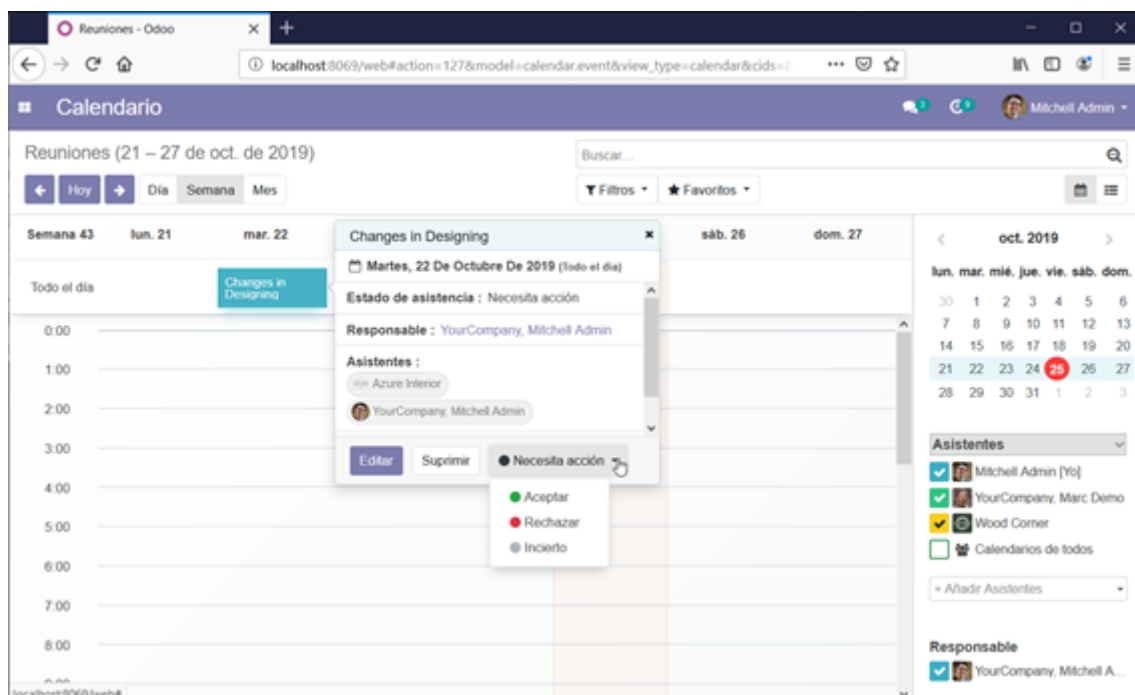 Reuniones - Odoo
localhost:8069/web#action=127&model=calendar.event&view_type=calendar&cids=
Calendario
3
9
Mitchell Admin
Reuniones (21 – 27 de oct. de 2019)
Buscar...
Hoy Día Semana Mes
Filtros Favoritos
Semana 43 lun. 21 mar. 22 sáb. 26 dom. 27
Todo el día
Changes in
Designing
0:00
1:00
2:00
3:00
4:00
5:00
6:00
7:00
8:00
Changes in Designing
Martes, 22 De Octubre De 2019 (Todo el día)
Estado de asistencia : Necesita acción
Responsable : YourCompany, Mitchell Admin
Asistentes :
Azure Interior
YourCompany, Mitchell Admin
Editar Suprimir Necesita acción
Aceptar
Rechazar
Incierto
oct. 2019
lun. mar. mié. jue. vie. sáb. dom.
30 1 2 3 4 5 6
7 8 9 10 11 12 13
14 15 16 17 18 19 20
21 22 23 24 25 26 27
28 29 30 31 1 2 3
Asistentes
Mitchell Admin [Yo]
YourCompany, Marc Demo
Wood Corner
Calendarios de todos
+ Añadir Asistentes
Responsable
YourCompany, Mitchell A...
localhost:8069/web#